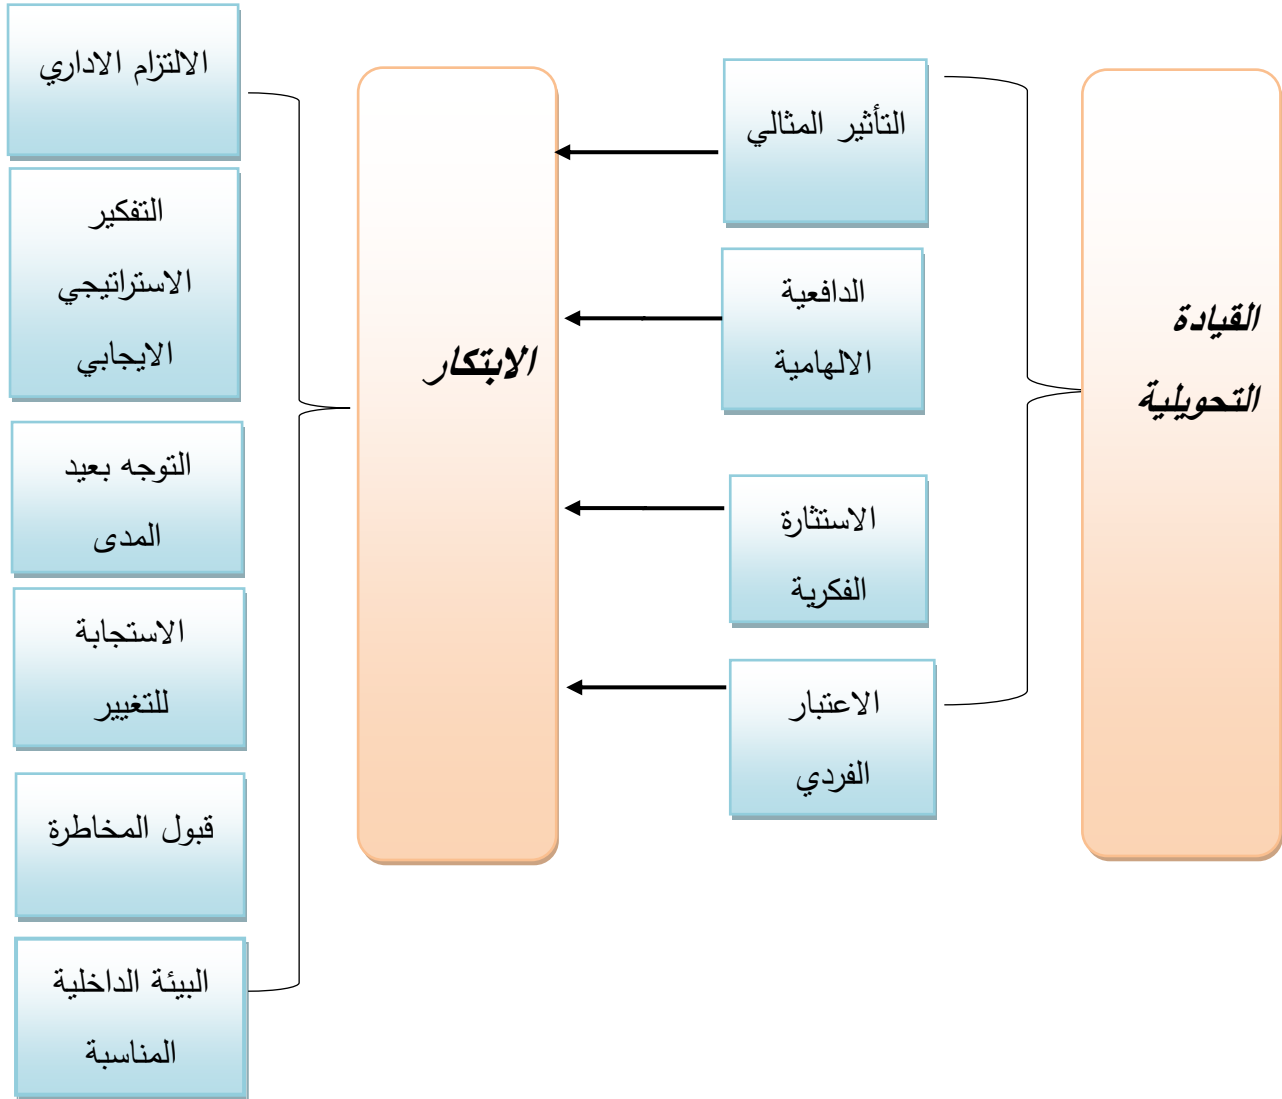 القيادة
التحويلية
التأثير المثالي
الدافعية
الالهامية
الاستثارة
الفكرية
الاعتبار
الفردي
الابتكار
الالتزام الاداري
التفكير
الاستراتيجي
الايجابي
التوجه بعيد
المدى
الاستجابة
للتغيير
قبول المخاطرة
البيئة الداخلية
المناسبة